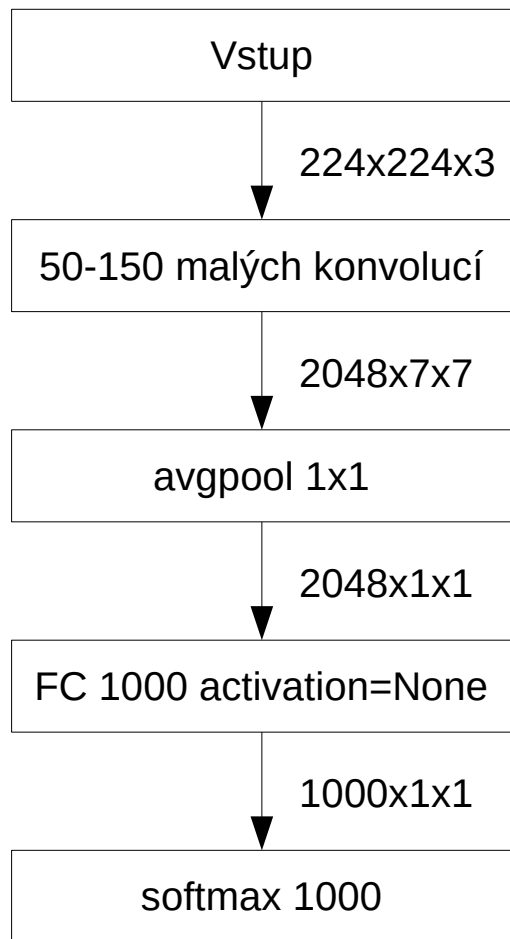 Vstup
224x224x3
50-150 malých konvolucí
2048x7x7
avgpool 1x1
2048x1x1
FC 1000 activation=None
1000x1x1
softmax 1000